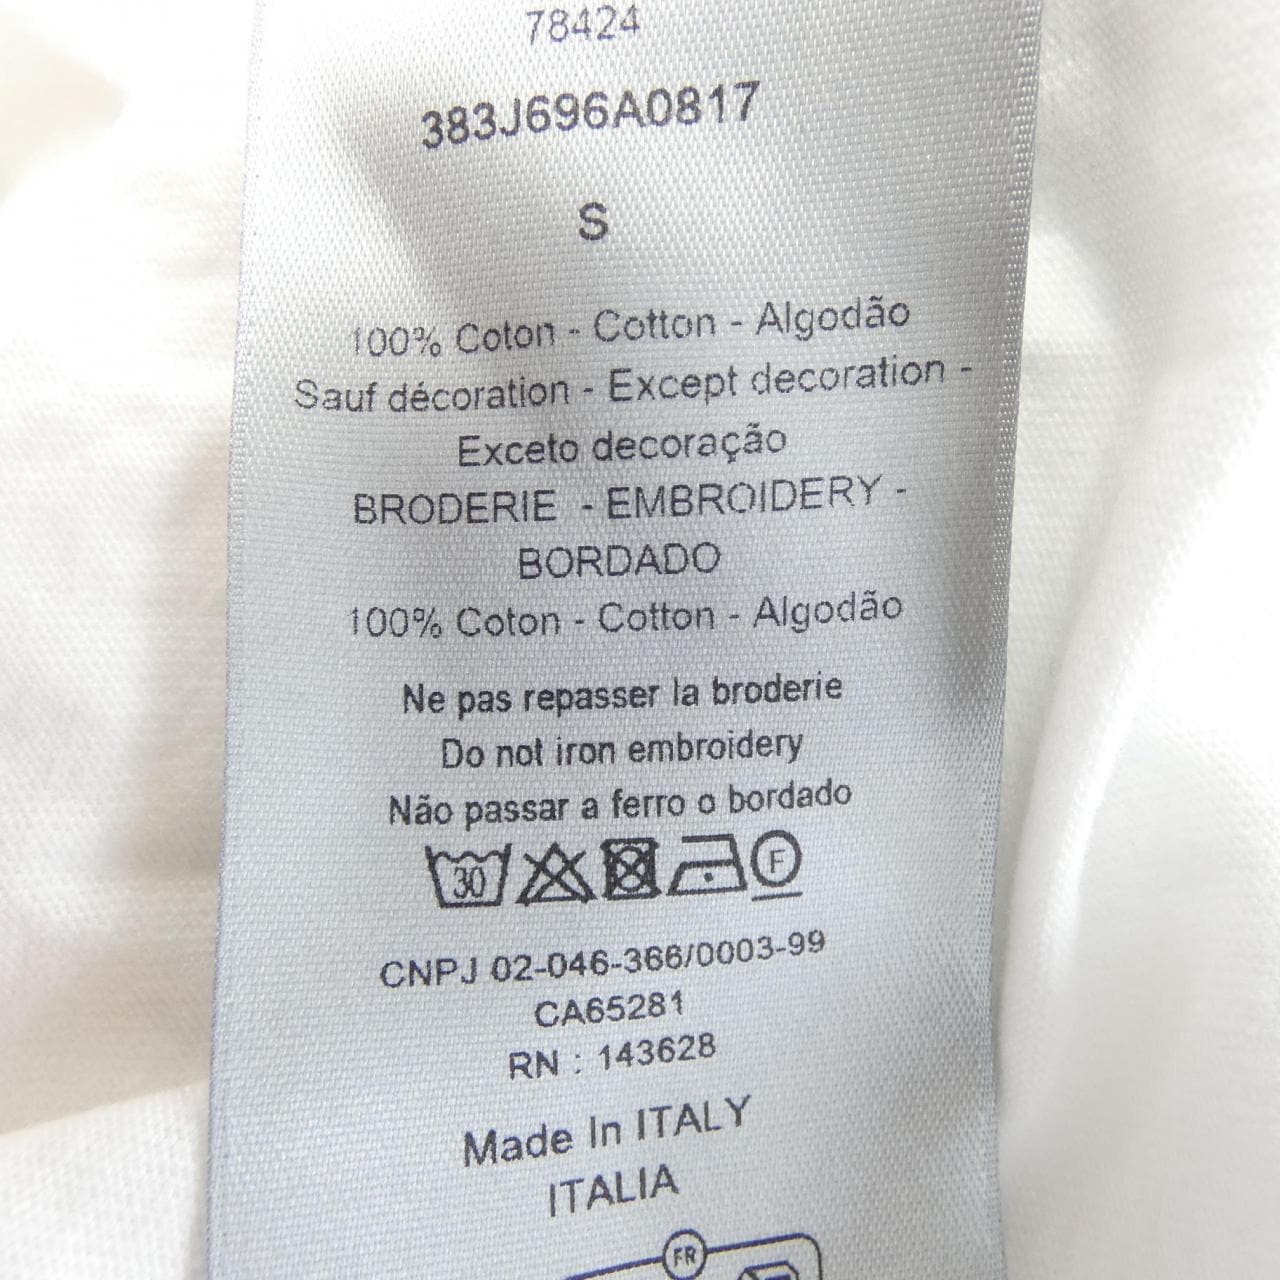 78424
383J696A0817
S
100% Coton - Cotton - Algodão
Sauf décoration - Except decoration -
Exceto decoração
BRODERIE - EMBROIDERY -
BORDADO
100% Coton - Cotton - Algodão
Ne pas repasser la broderie
Do not iron embroidery
Não passar a ferro o bordado
30 F
CNPJ 02-046-366/0003-99
CA65281
RN : 143628
Made In ITALY
ITALIA
FR